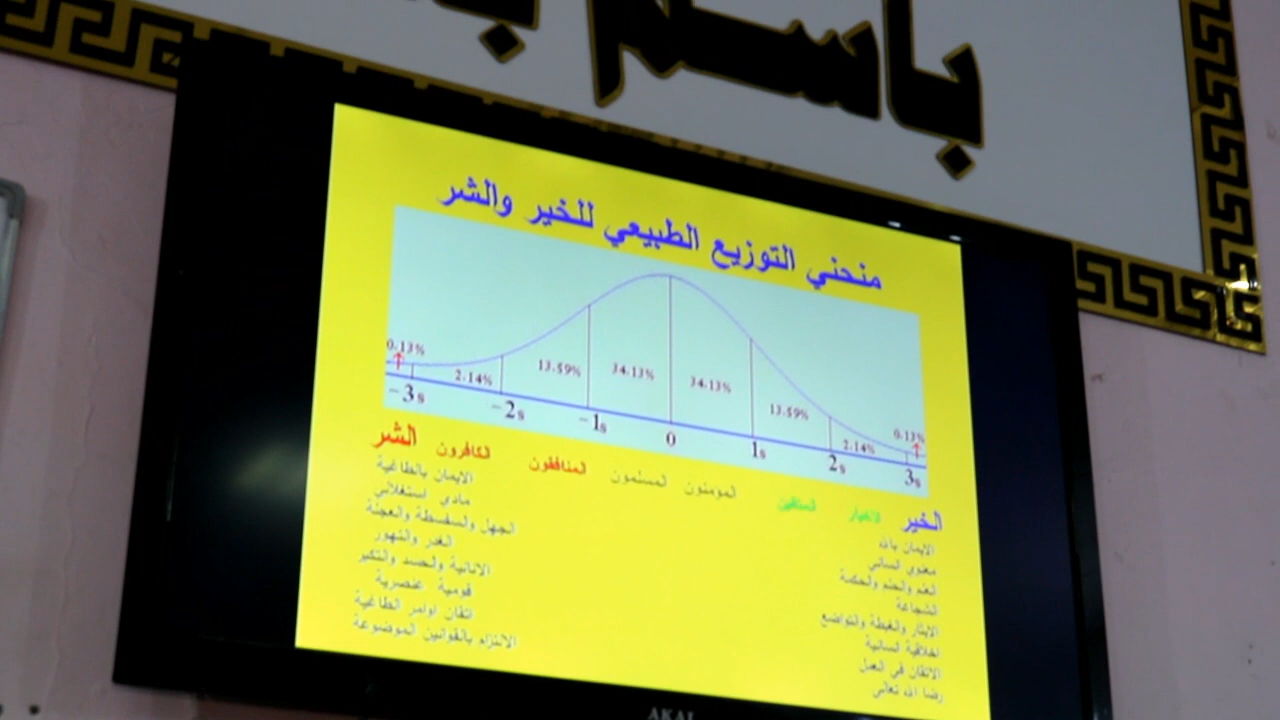 باسلم
منحني التوزيع الطبيعي للخير والشر
0.13% 2.14% 13.59% 34.13% 34.13% 13.59% 2.14% 0.13%
-3s -2s -1s 0 1s 2s 3s
الشر الكافرون المنافقون المسلمون المؤمنون المتقين الاخيار الخير
الايمان بالطاغية
مادي استغلالي
الجهل والسفسطة والعجلة
الغدر والتهور
الانانية والحسد والتكبر
قومية عنصرية
اتقان اوامر الطاغية
الالتزام بالقوانين الموضوعة
الايمان بالله
معنوي انساني
العلم والحلم والحكمة
الشجاعة
الايثار والغبطة والتواضع
اخلاقية انسانية
الاتقان في العمل
رضا الله تعالى
AKAI